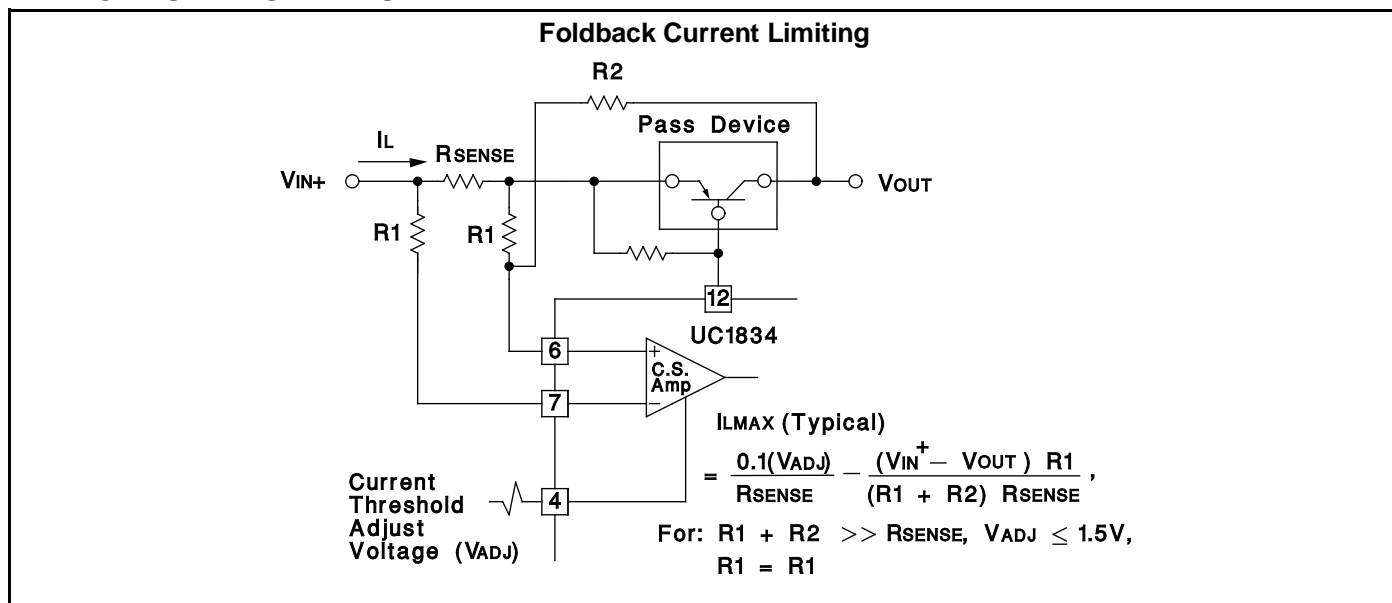 Foldback Current Limiting
R2
Pass Device
IL
RSENSE
VIN+
VOUT
R1
R1
12
UC1834
6
+
C.S.
Amp
7
−
ILMAX (Typical)
= 0.1(VADJ) / RSENSE − (VIN+ − VOUT) R1 / (R1 + R2) RSENSE ,
Current
Threshold
Adjust
Voltage (VADJ)
4
For: R1 + R2 >> RSENSE, VADJ ≤ 1.5V,
R1 = R1